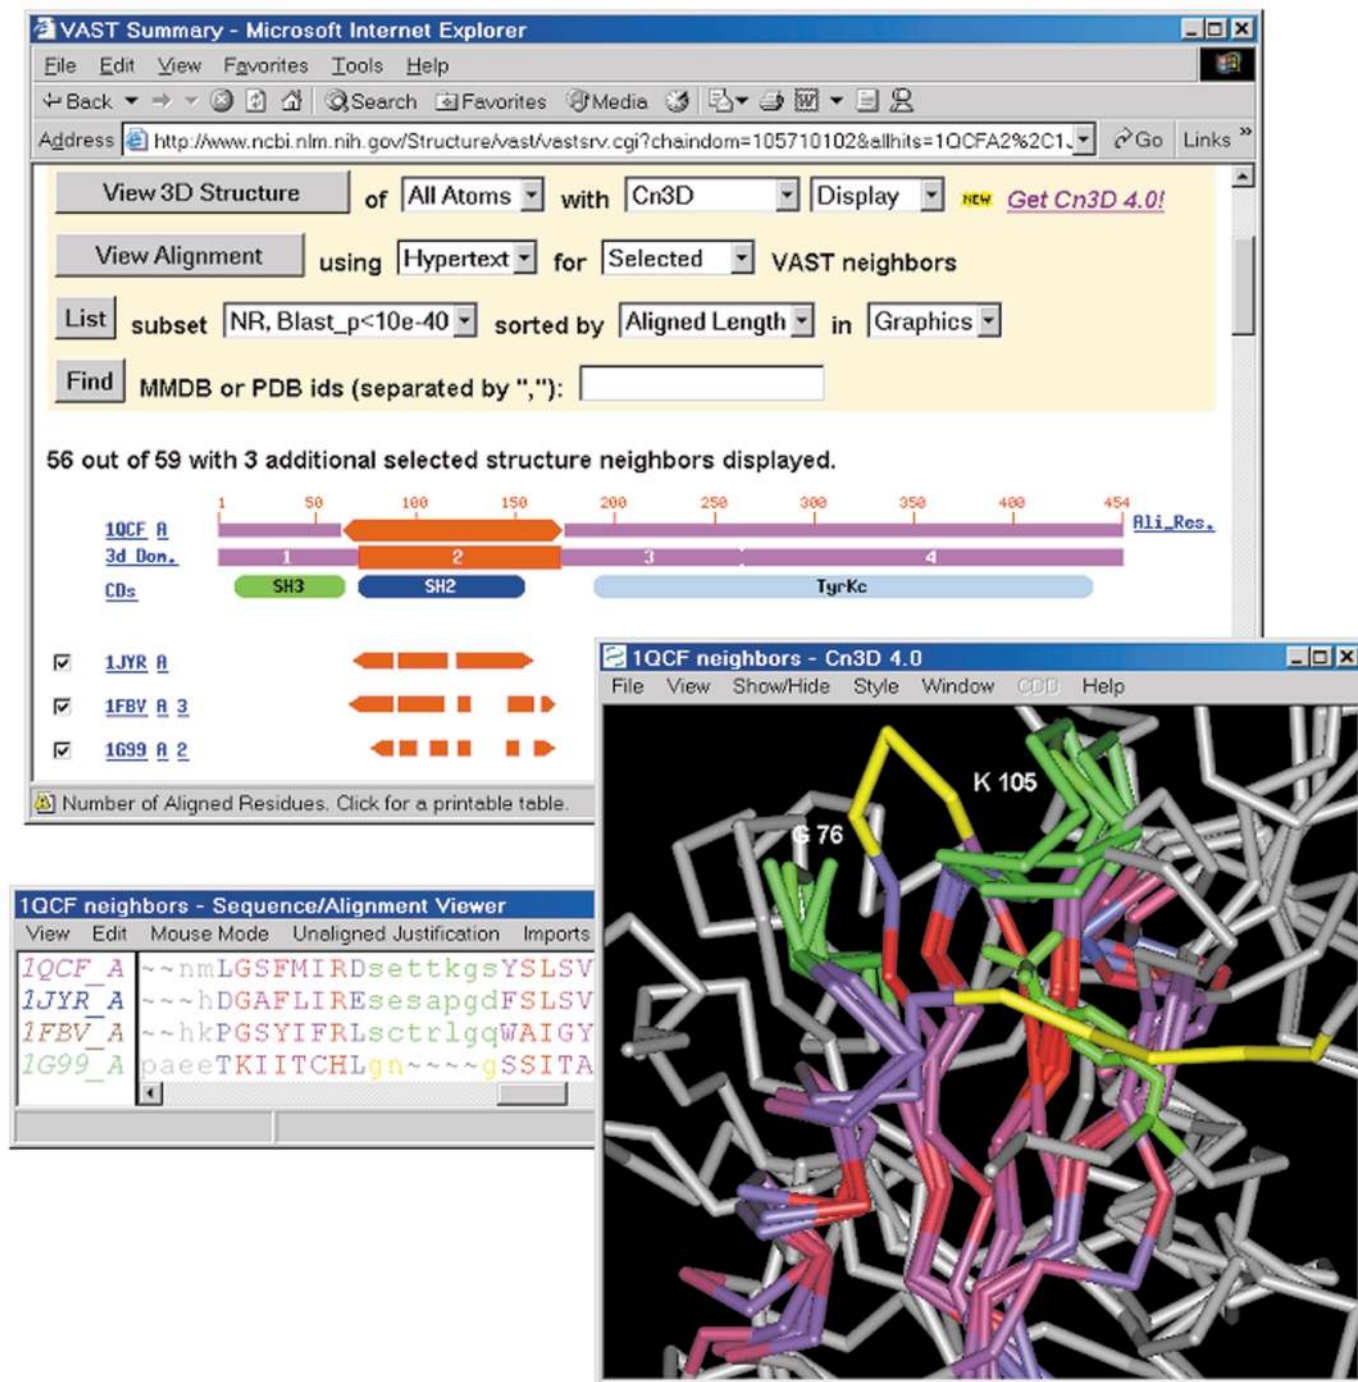 VAST Summary - Microsoft Internet Explorer
File Edit View Favorites Tools Help
Back Search Favorites Media
Address http://www.ncbi.nlm.nih.gov/Structure/vast/vastsrv.cgi?chaindom=105710102&allhits=1QCFA2%2C1. Go Links »
View 3D Structure of All Atoms with Cn3D Display NEW Get Cn3D 4.0!
View Alignment using Hypertext for Selected VAST neighbors
List subset NR, Blast_p<10e-40 sorted by Aligned Length in Graphics
Find MMDB or PDB ids (separated by ","):
56 out of 59 with 3 additional selected structure neighbors displayed.
1 50 100 150 200 250 300 350 400 454
1QCF A Ali_Res.
3d Dom. 1 2 3 4
CDs SH3 SH2 TyrKc
1JYR A
1FBV A 3
1G99 A 2
Number of Aligned Residues. Click for a printable table.
1QCF neighbors - Cn3D 4.0
File View Show/Hide Style Window CDD Help
K 105
G 76
1QCF neighbors - Sequence/Alignment Viewer
View Edit Mouse Mode Unaligned Justification Imports
1QCF_A ~~nmLGSFMIRDsettkgsYSLSV
1JYR_A ~~~hDGAFLIREsesapgdFSLSV
1FBV_A ~~hkPGSYIFRLsctrlgqWAIGY
1G99_A paeeTKIITCHLgn~~~~gSSITA